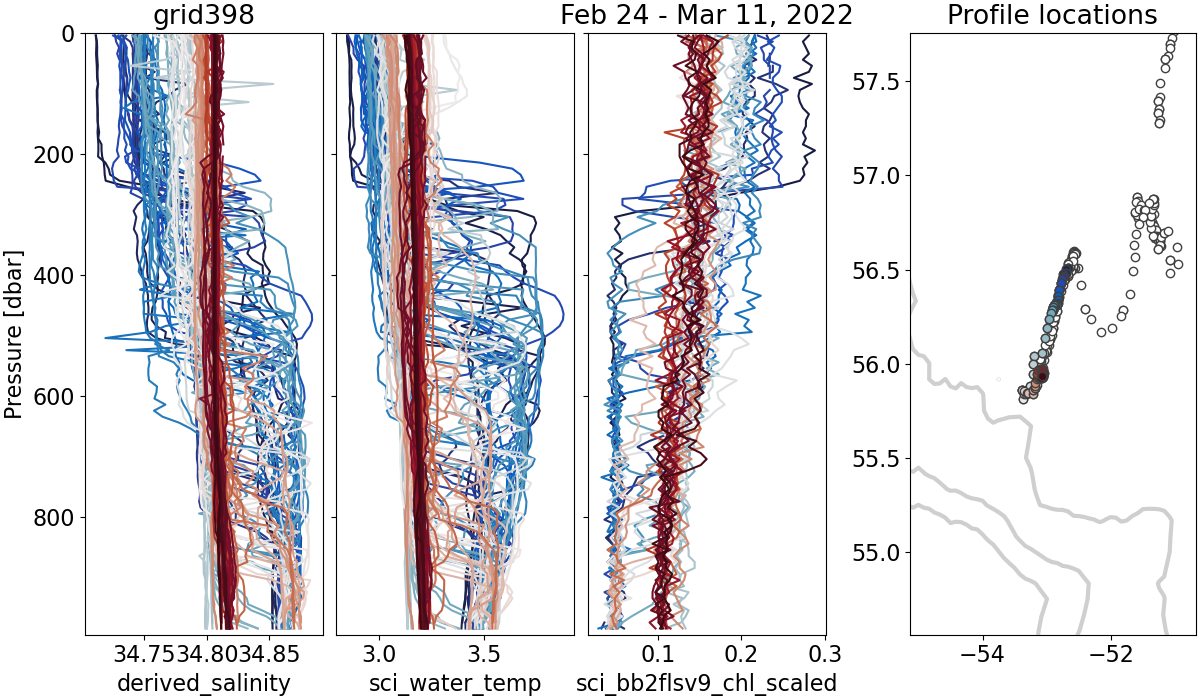 grid398
Feb 24 - Mar 11, 2022
Profile locations
Pressure [dbar]
0
200
400
600
800
34.75 34.80 34.85
derived_salinity
3.0 3.5
sci_water_temp
0.1 0.2 0.3
sci_bb2flsv9_chl_scaled
57.5
57.0
56.5
56.0
55.5
55.0
−54 −52